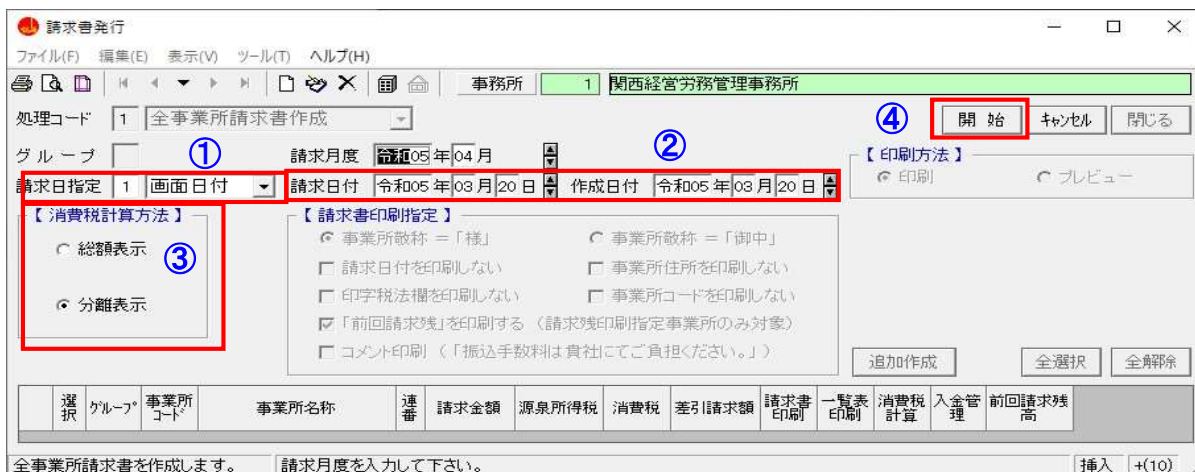 請求書発行
ファイル(F) 編集(E) 表示(V) ツール(T) ヘルプ(H)
事務所 1 関西経営労務管理事務所
処理コード 1 全事業所請求書作成 ④ 開 始 キャンセル 閉じる
グループ ① 請求月度 令和05年04月 ② 【 印刷方法 】
請求日指定 1 画面日付 請求日付 令和05年03月20日 作成日付 令和05年03月20日 印刷 プレビュー
【 消費税計算方法 】 【 請求書印刷指定 】
総額表示 ③ 事業所敬称 =「様」 事業所敬称 =「御中」
請求日付を印刷しない 事業所住所を印刷しない
分離表示 印字税法欄を印刷しない 事業所コードを印刷しない
「前回請求残」を印刷する(請求残印刷指定事業所のみ対象)
コメント印刷(「振込手数料は貴社にてご負担ください。」) 追加作成 全選択 全解除
選択 グループ 事業所コード 事業所名称 連番 請求金額 源泉所得税 消費税 差引請求額 請求書印刷 一覧表印刷 消費税計算 入金管理 前回請求残高
全事業所請求書を作成します。 請求月度を入力して下さい。 挿入 +(10)